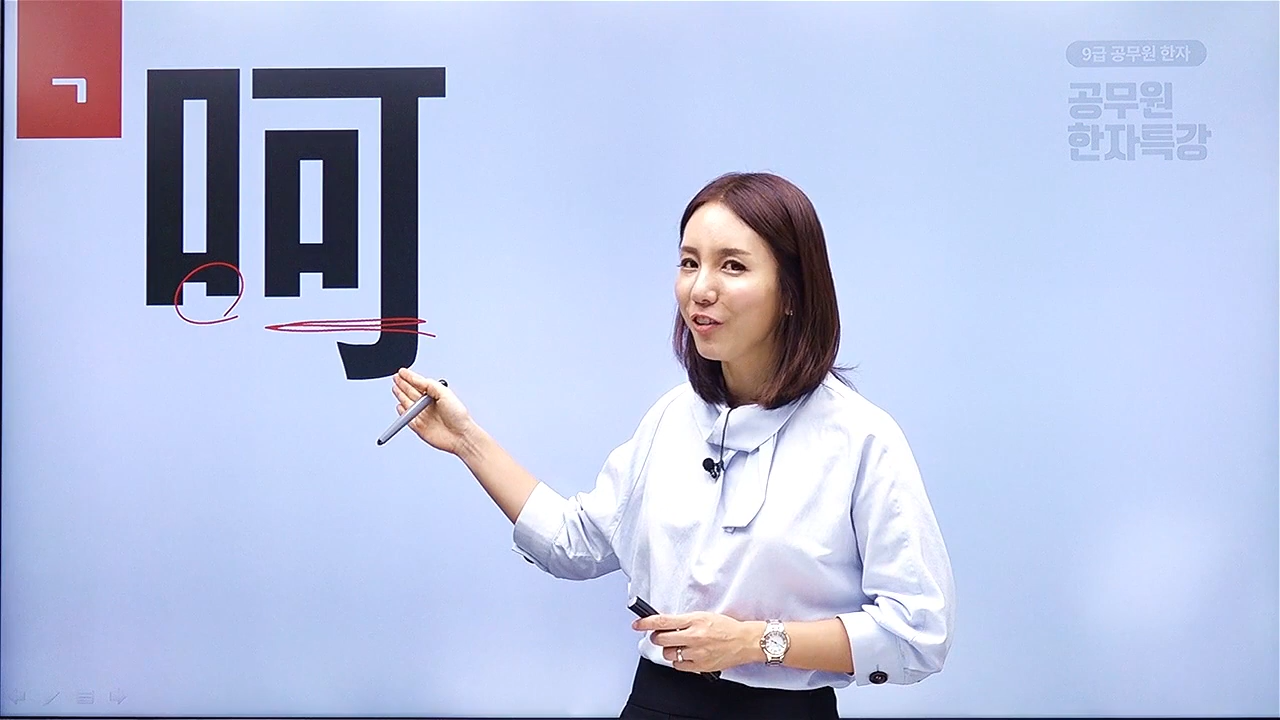 ㄱ
呵
9급 공무원 한자
공무원
한자특강